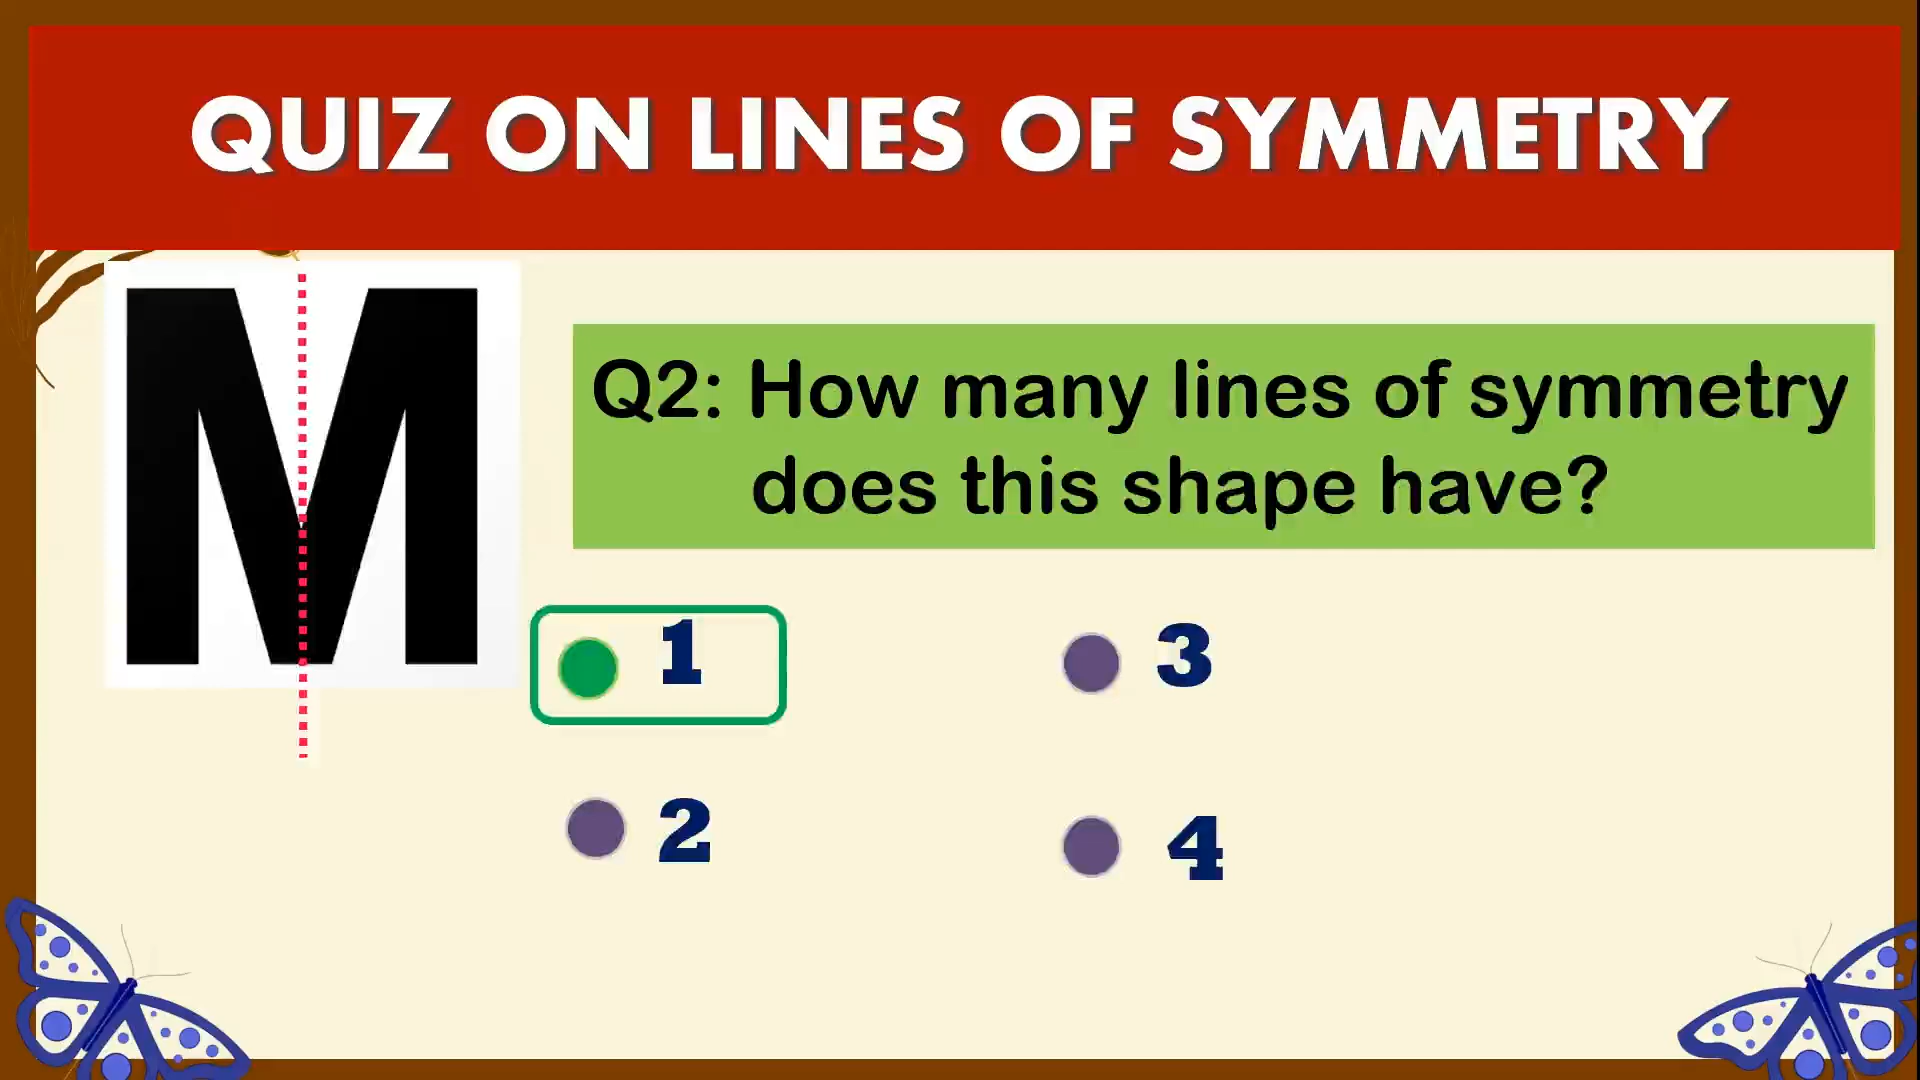 QUIZ ON LINES OF SYMMETRY
M
Q2: How many lines of symmetry
does this shape have?
1
3
2
4